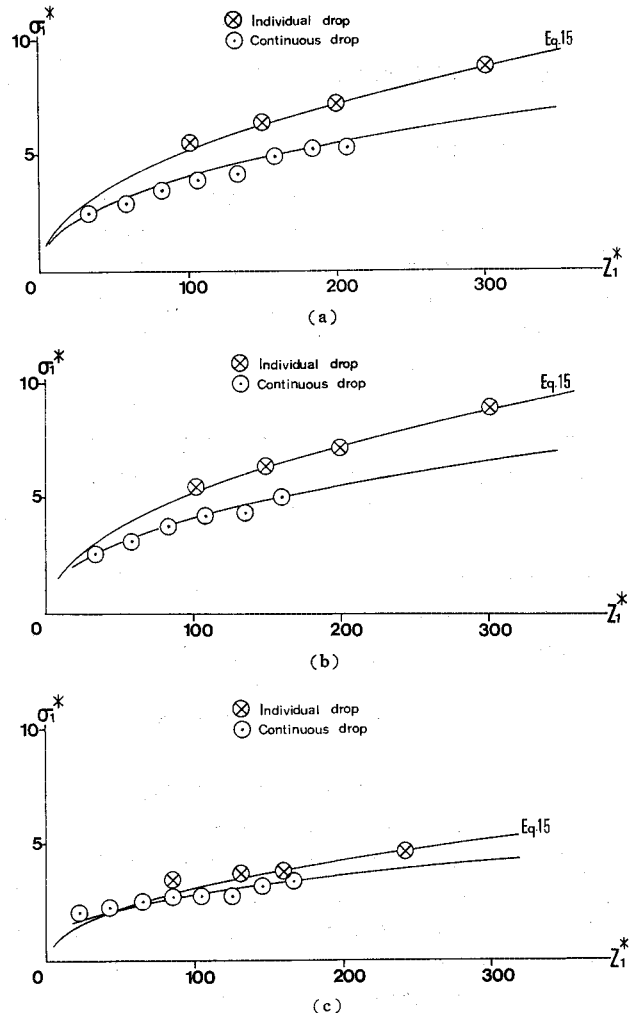 σ₁*
⊗ Individual drop
⊙ Continuous drop
Eq.15
10
5
0
100
200
300
Z₁*
(a)
σ₁*
⊗ Individual drop
⊙ Continuous drop
Eq.15
10
5
0
100
200
300
Z₁*
(b)
σ₁*
⊗ Individual drop
⊙ Continuous drop
10
5
Eq.15
0
100
200
300
Z₁*
(c)